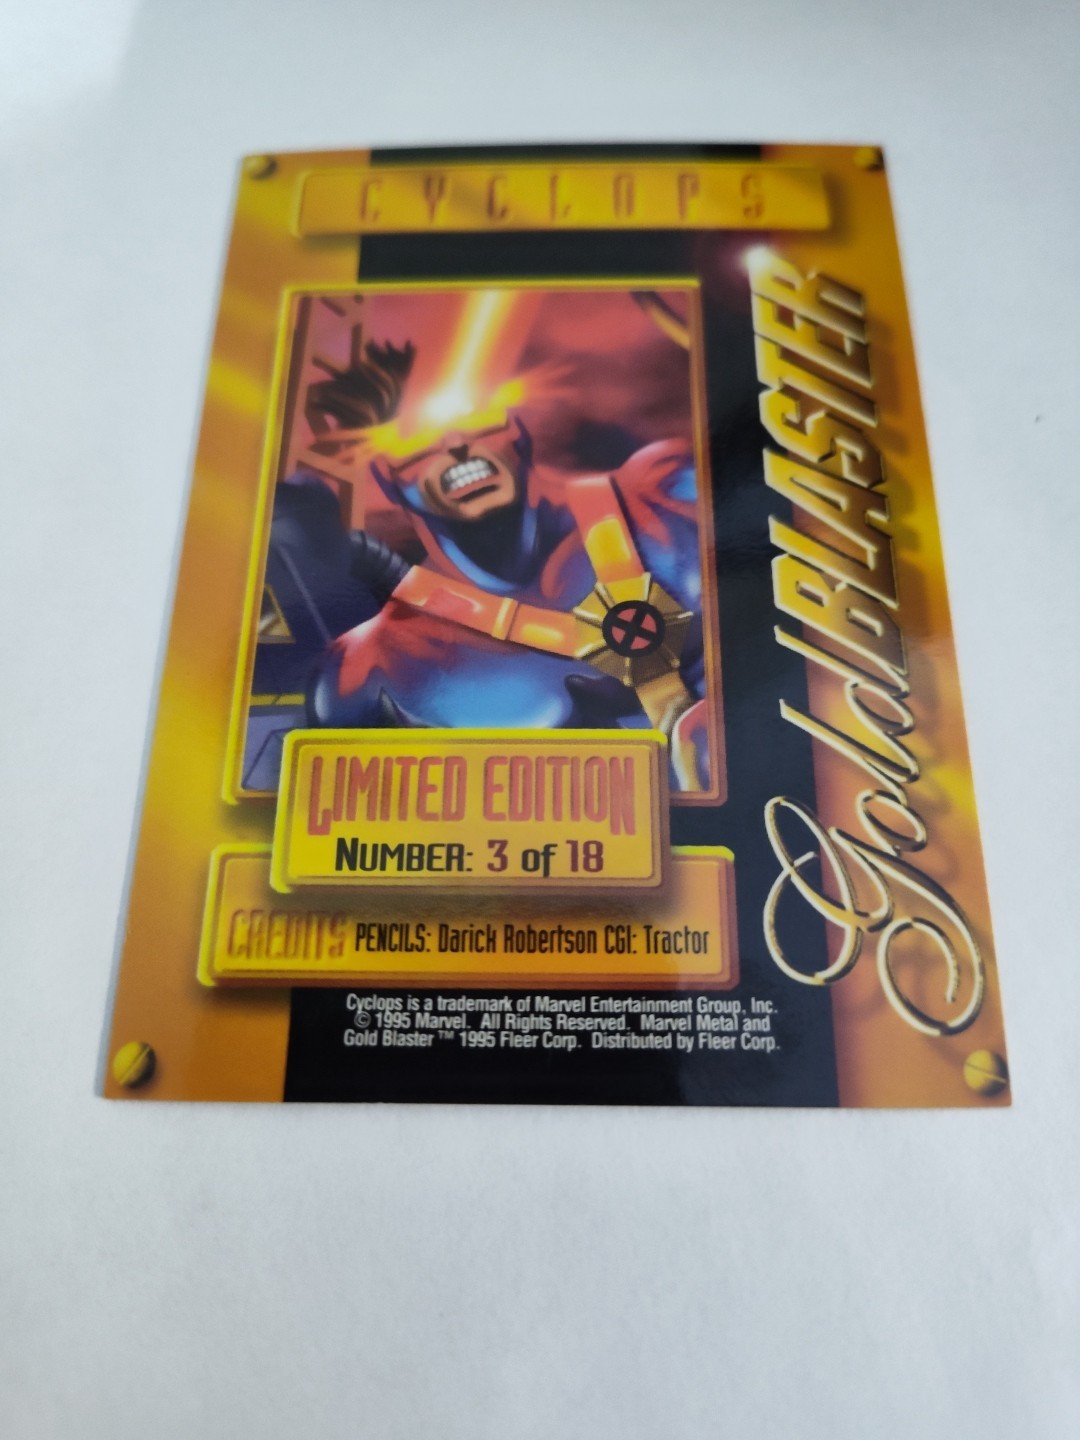 CYCLOPS
GoldBLASTER
LIMITED EDITION
NUMBER: 3 of 18
CREDITS PENCILS: Darick Robertson CGI: Tractor
Cyclops is a trademark of Marvel Entertainment Group, Inc.
© 1995 Marvel. All Rights Reserved. Marvel Metal and
Gold Blaster™ 1995 Fleer Corp. Distributed by Fleer Corp.